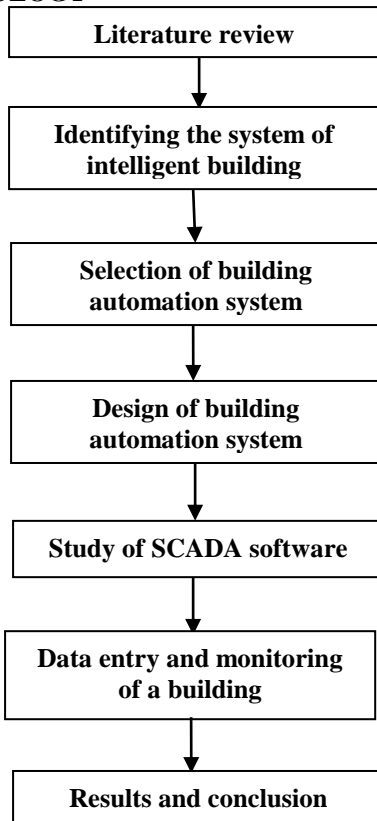 Literature review
Identifying the system of
intelligent building
Selection of building
automation system
Design of building
automation system
Study of SCADA software
Data entry and monitoring
of a building
Results and conclusion